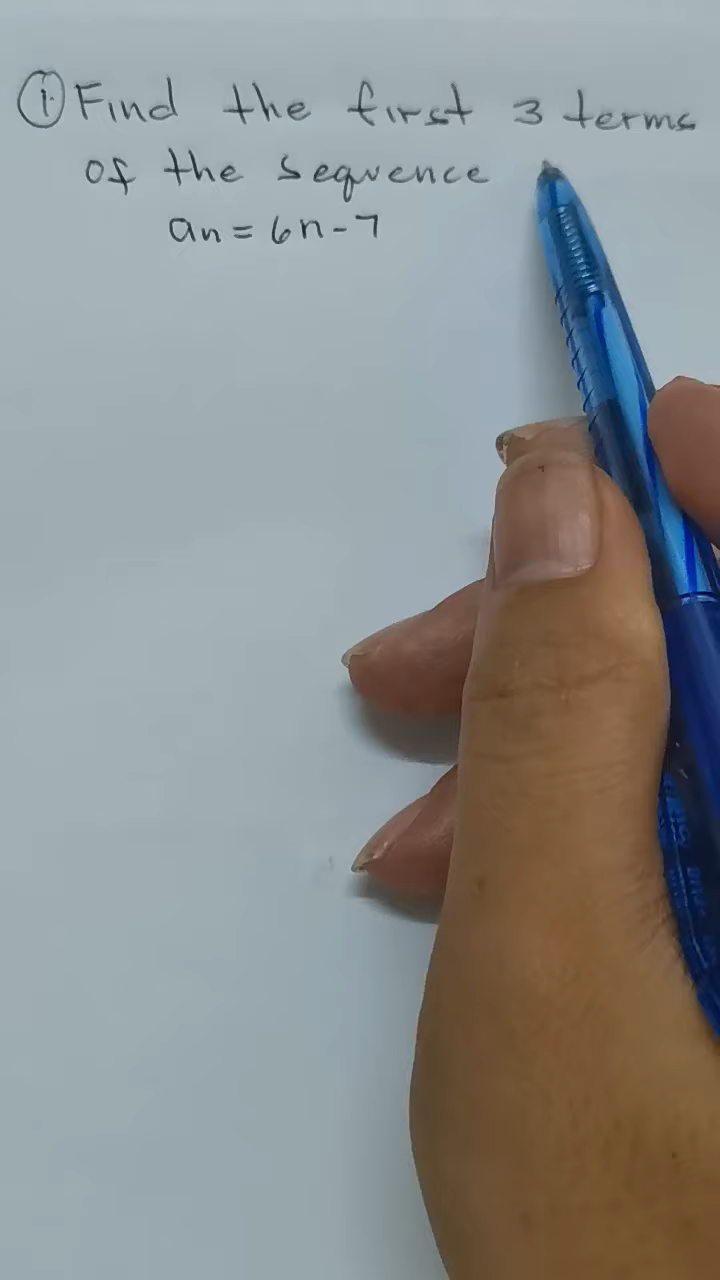 ① Find the first 3 terms
of the sequence
an = 6n - 7